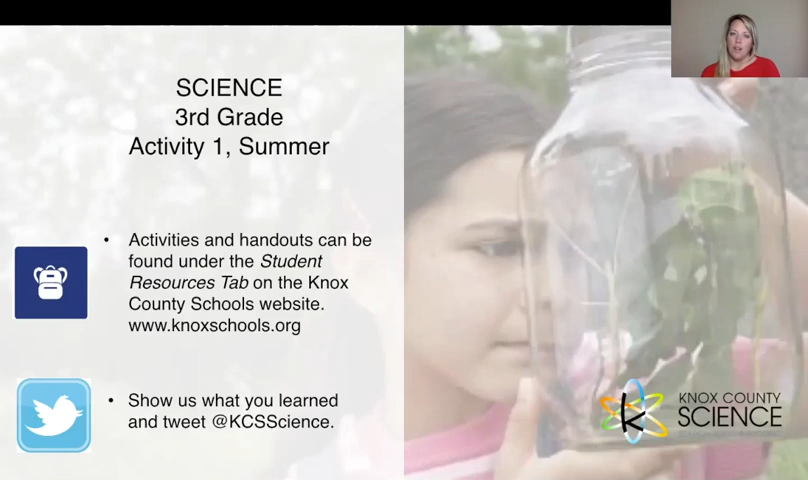 SCIENCE
3rd Grade
Activity 1, Summer
• Activities and handouts can be
found under the Student
Resources Tab on the Knox
County Schools website.
www.knoxschools.org
• Show us what you learned
and tweet @KCSScience.
k
KNOX COUNTY
SCIENCE